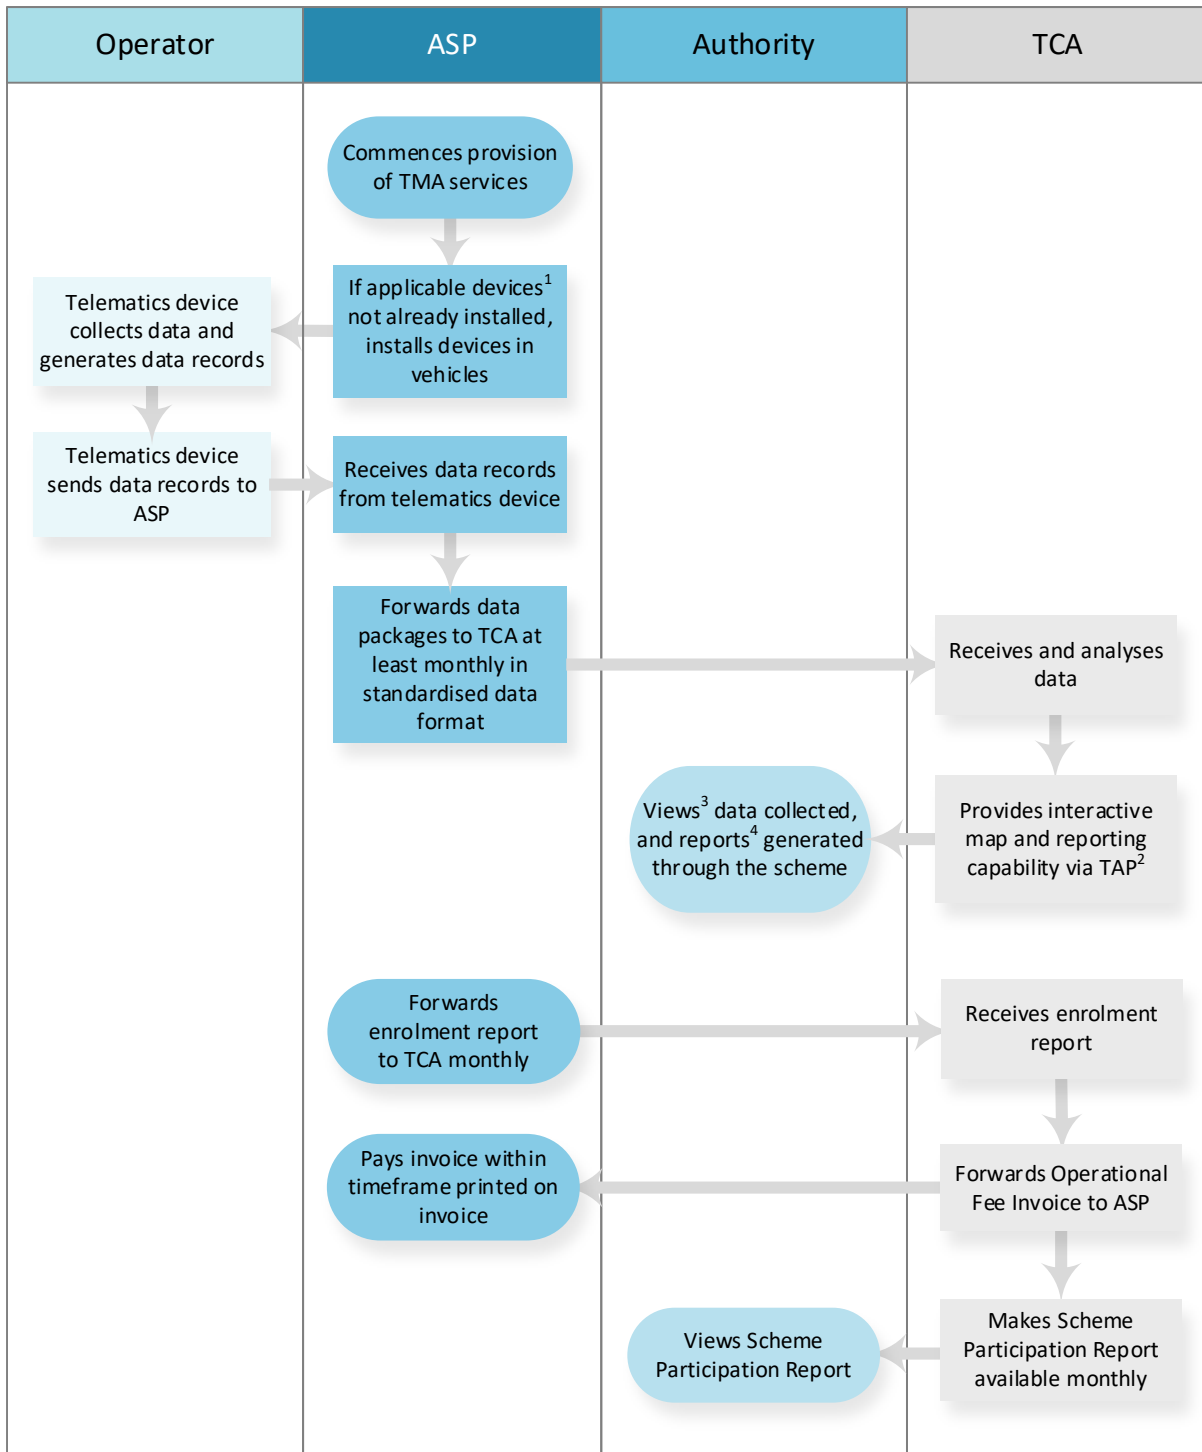 Operator
ASP
Authority
TCA
Commences provision
of TMA services
If applicable devices¹
not already installed,
installs devices in
vehicles
Telematics device
collects data and
generates data records
Telematics device
sends data records to
ASP
Receives data records
from telematics device
Forwards data
packages to TCA at
least monthly in
standardised data
format
Receives and analyses
data
Provides interactive
map and reporting
capability via TAP²
Views³ data collected,
and reports⁴ generated
through the scheme
Forwards
enrolment report
to TCA monthly
Receives enrolment
report
Forwards Operational
Fee Invoice to ASP
Pays invoice within
timeframe printed on
invoice
Makes Scheme
Participation Report
available monthly
Views Scheme
Participation Report